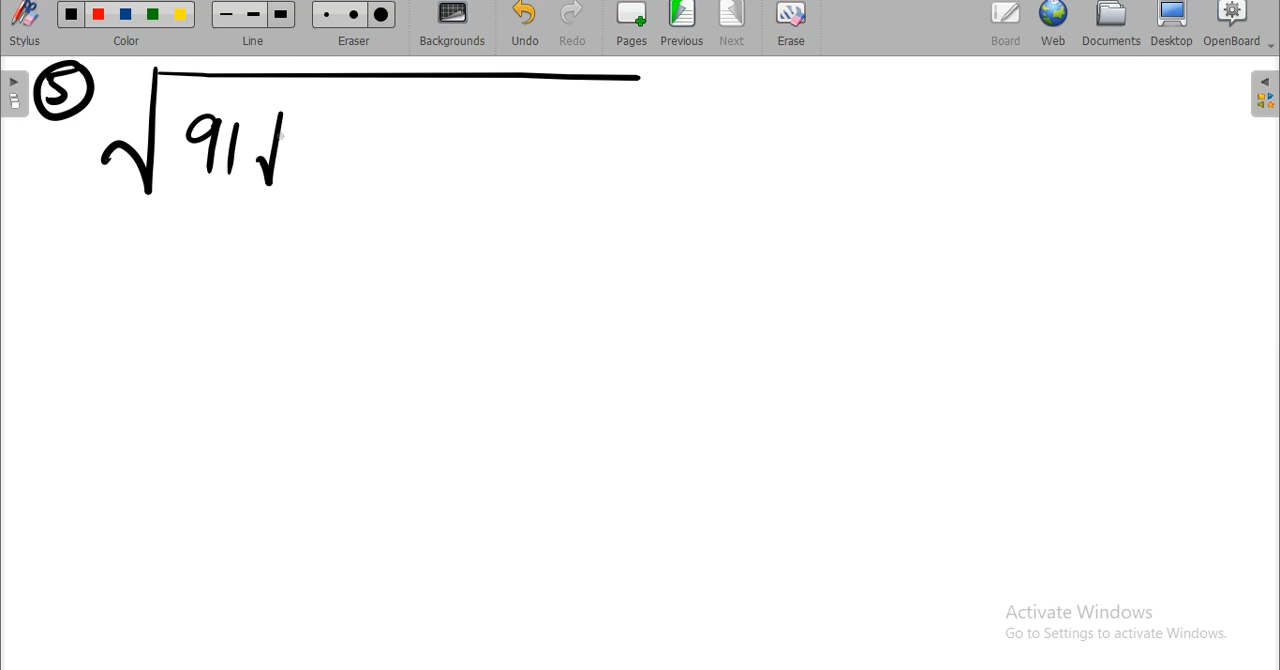 Stylus Color Line Eraser Backgrounds Undo Redo Pages Previous Next Erase Board Web Documents Desktop OpenBoard
⑤ √91√
Activate Windows
Go to Settings to activate Windows.